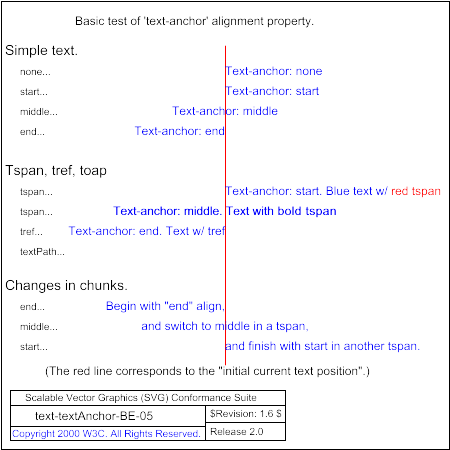 Basic test of 'text-anchor' alignment property.
Simple text.
none... Text-anchor: none
start... Text-anchor: start
middle... Text-anchor: middle
end... Text-anchor: end
Tspan, tref, toap
tspan... Text-anchor: start. Blue text w/ red tspan
tspan... Text-anchor: middle. Text with bold tspan
tref... Text-anchor: end. Text w/ tref
textPath...
Changes in chunks.
end... Begin with "end" align,
middle... and switch to middle in a tspan,
start... and finish with start in another tspan.
(The red line corresponds to the "initial current text position".)
Scalable Vector Graphics (SVG) Conformance Suite
text-textAnchor-BE-05 $Revision: 1.6 $
Copyright 2000 W3C. All Rights Reserved. Release 2.0